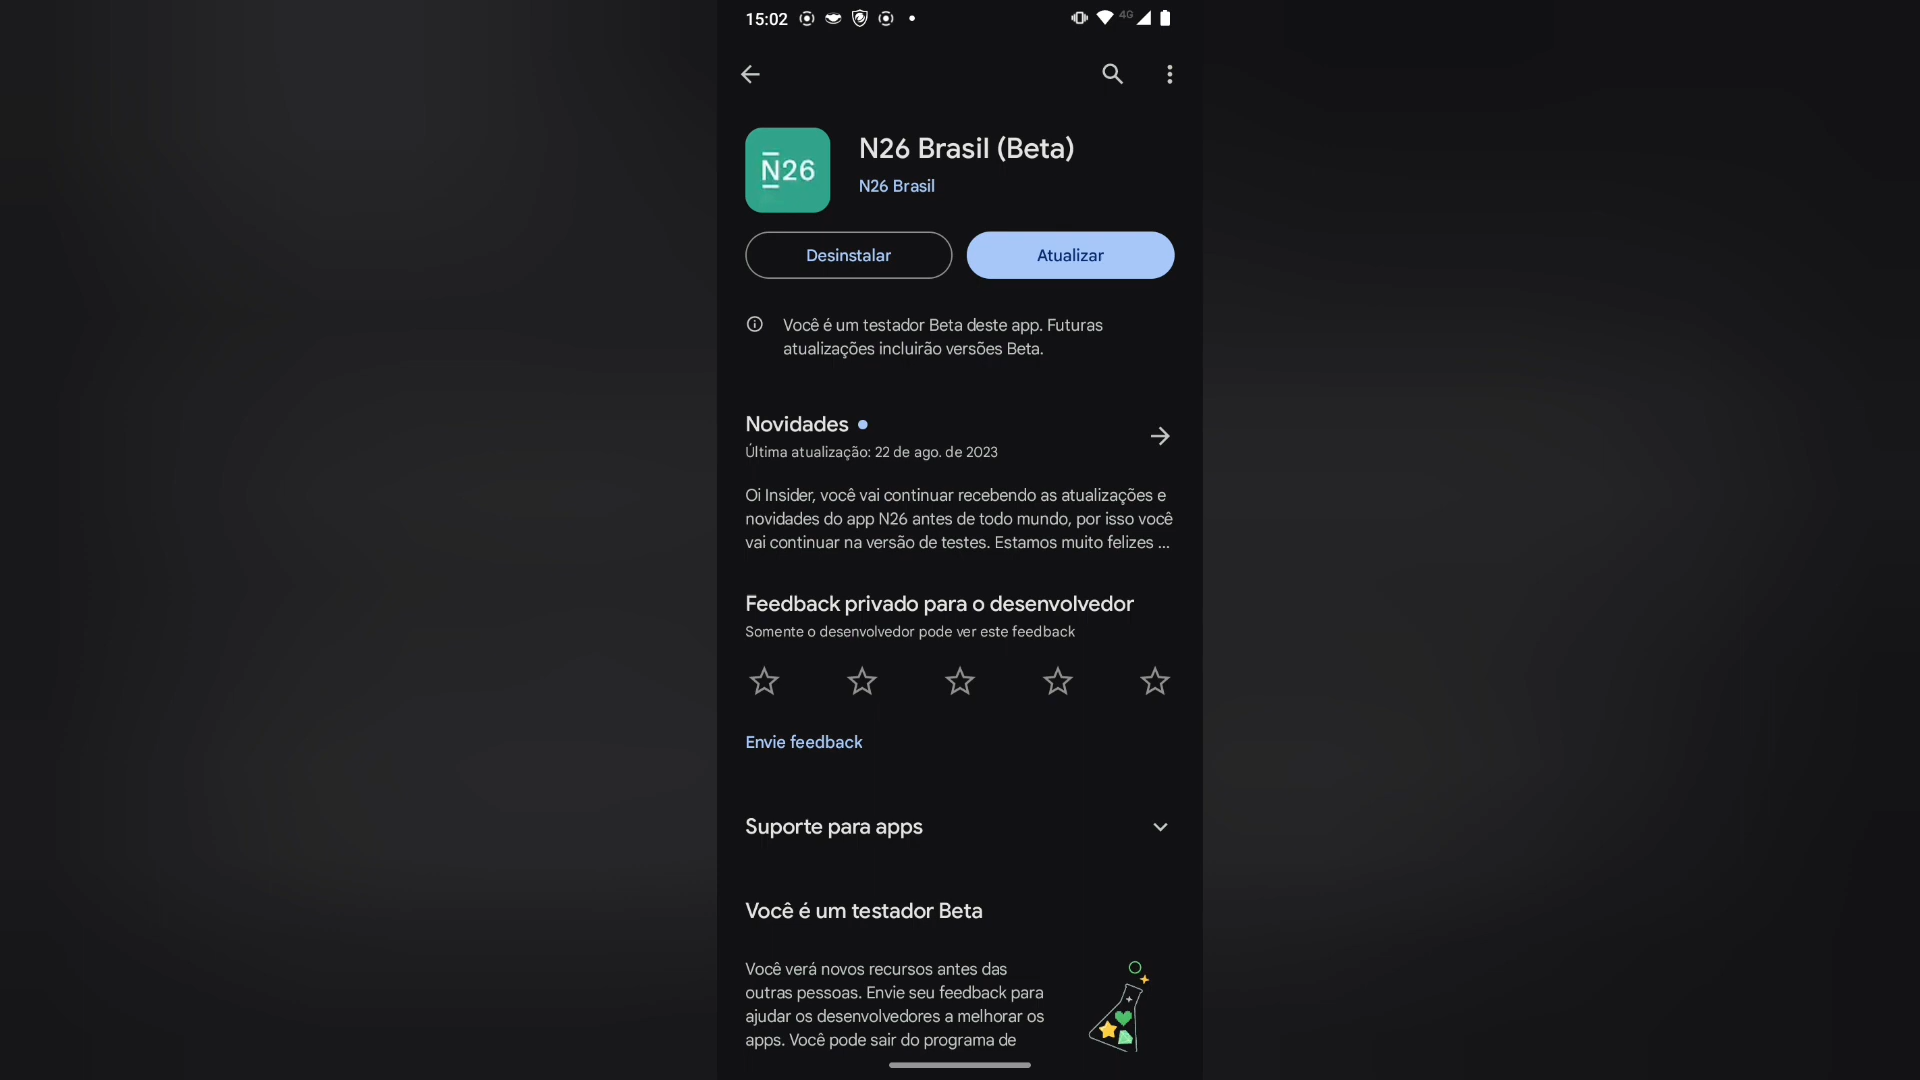 15:02
4G
N26
N26 Brasil (Beta)
N26 Brasil
Desinstalar
Atualizar
Você é um testador Beta deste app. Futuras
atualizações incluirão versões Beta.
Novidades
Última atualização: 22 de ago. de 2023
Oi Insider, você vai continuar recebendo as atualizações e
novidades do app N26 antes de todo mundo, por isso você
vai continuar na versão de testes. Estamos muito felizes ...
Feedback privado para o desenvolvedor
Somente o desenvolvedor pode ver este feedback
Envie feedback
Suporte para apps
Você é um testador Beta
Você verá novos recursos antes das
outras pessoas. Envie seu feedback para
ajudar os desenvolvedores a melhorar os
apps. Você pode sair do programa de